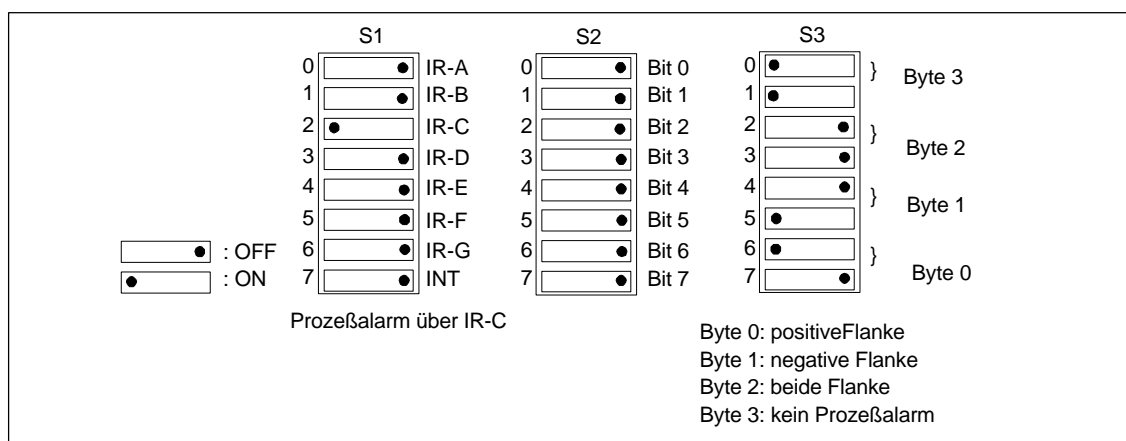 S1 S2 S3
0 IR-A 0 Bit 0 0 } Byte 3
1 IR-B 1 Bit 1 1
2 IR-C 2 Bit 2 2 } Byte 2
3 IR-D 3 Bit 3 3
4 IR-E 4 Bit 4 4 } Byte 1
5 IR-F 5 Bit 5 5
: OFF 6 IR-G 6 Bit 6 6 } Byte 0
: ON 7 INT 7 Bit 7 7
Prozeßalarm über IR-C
Byte 0: positiveFlanke
Byte 1: negative Flanke
Byte 2: beide Flanke
Byte 3: kein Prozeßalarm